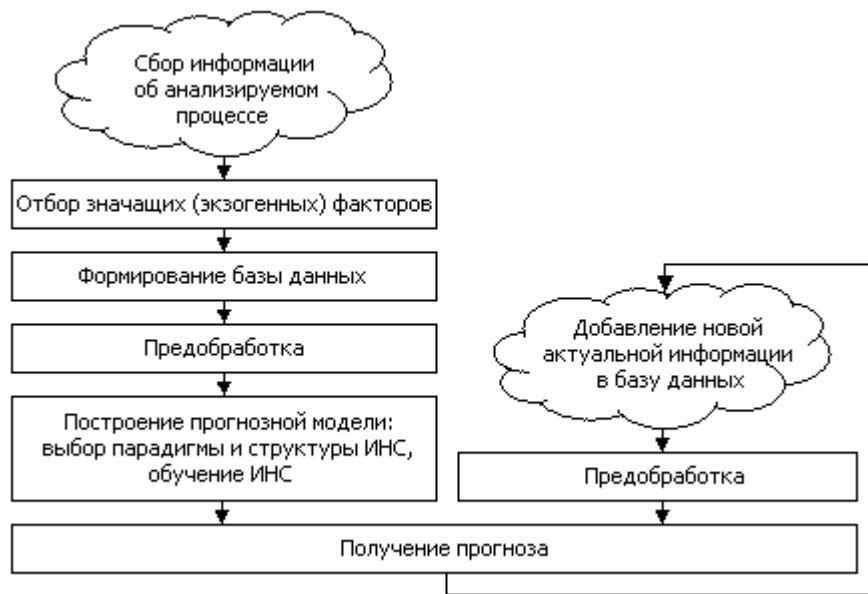 Сбор информации
об анализируемом
процессе
Отбор значащих (экзогенных) факторов
Формирование базы данных
Предобработка
Построение прогнозной модели:
выбор парадигмы и структуры ИНС,
обучение ИНС
Добавление новой
актуальной информации
в базу данных
Предобработка
Получение прогноза